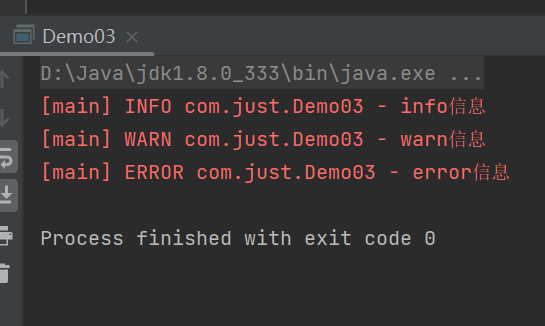 Demo03
D:\Java\jdk1.8.0_333\bin\java.exe ...
[main] INFO com.just.Demo03 - info信息
[main] WARN com.just.Demo03 - warn信息
[main] ERROR com.just.Demo03 - error信息
Process finished with exit code 0